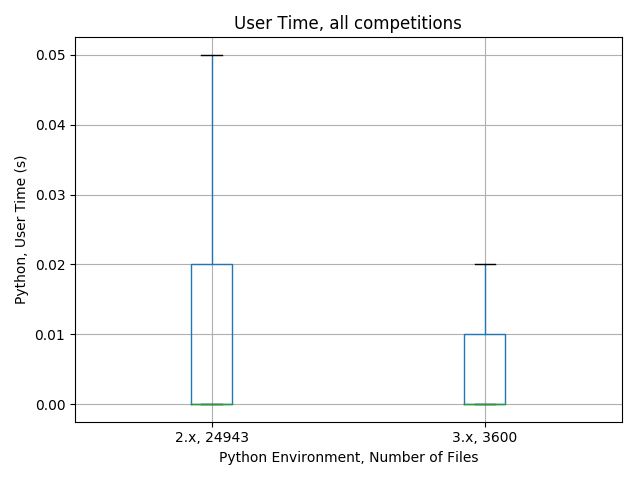 User Time, all competitions
Python, User Time (s)
0.05
0.04
0.03
0.02
0.01
0.00
2.x, 24943
3.x, 3600
Python Environment, Number of Files